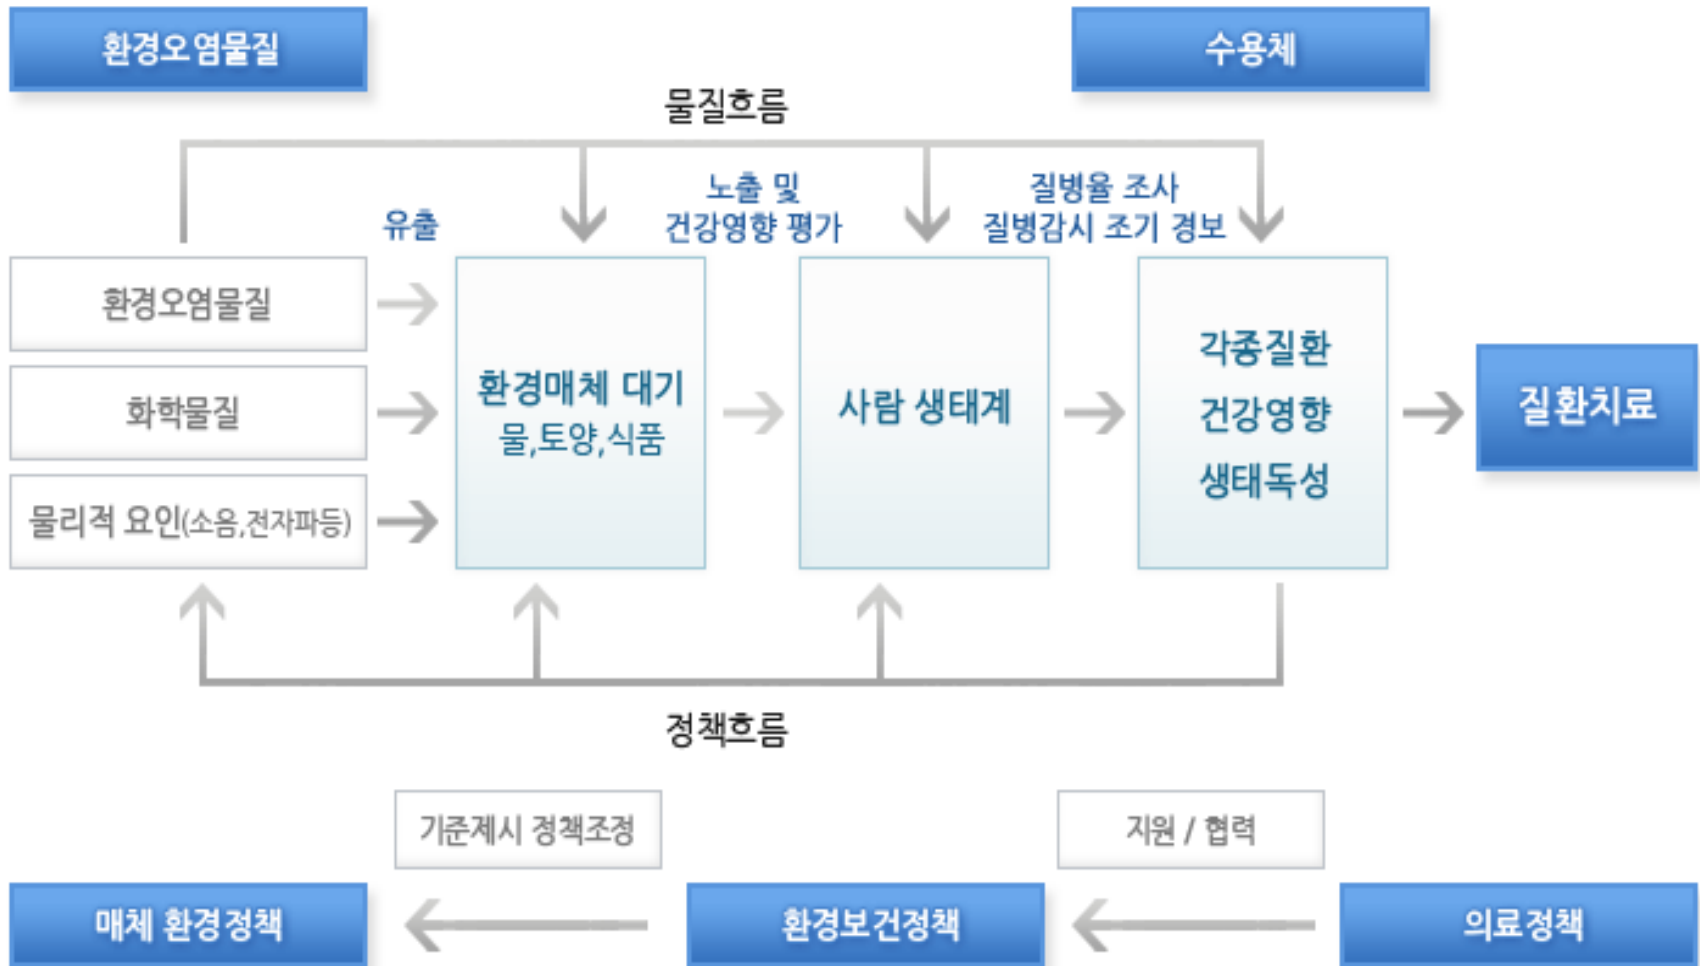 환경오염물질
수용체
물질흐름
유출
노출 및
건강영향 평가
질병율 조사
질병감시 조기 경보
환경오염물질
화학물질
물리적 요인(소음,전자파등)
환경매체 대기
물,토양,식품
사람 생태계
각종질환
건강영향
생태독성
질환치료
정책흐름
기준제시 정책조정
지원 / 협력
매체 환경정책
환경보건정책
의료정책